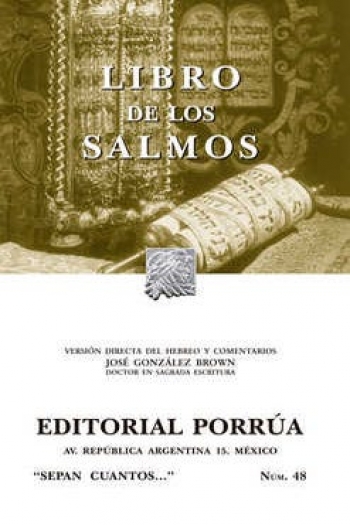 LIBRO
DE LOS
SALMOS
VERSIÓN DIRECTA DEL HEBREO Y COMENTARIOS
JOSÉ GONZÁLEZ BROWN
DOCTOR EN SAGRADA ESCRITURA
EDITORIAL PORRÚA
AV. REPÚBLICA ARGENTINA 15. MÉXICO
“SEPAN CUANTOS...” NÚM. 48